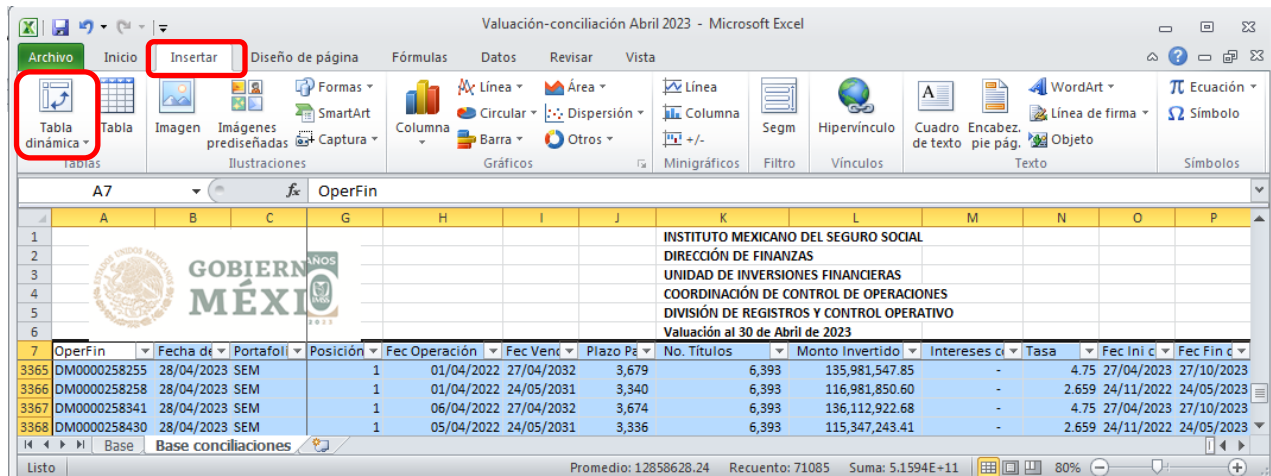 Valuación-conciliación Abril 2023 - Microsoft Excel
Archivo Inicio Insertar Diseño de página Fórmulas Datos Revisar Vista
Tabla dinámica
Tabla
Tablas
Imagen
Imágenes prediseñadas
Formas
SmartArt
Captura
Ilustraciones
Columna
Línea
Circular
Barra
Área
Dispersión
Otros
Gráficos
Línea
Columna
+/-
Minigráficos
Segm
Filtro
Hipervínculo
Vínculos
Cuadro de texto
Encabez. pie pág.
WordArt
Línea de firma
Objeto
Texto
π Ecuación
Ω Símbolo
Símbolos
A7 fx OperFin
A B C G H I J K L M N O P
1 INSTITUTO MEXICANO DEL SEGURO SOCIAL
2 DIRECCIÓN DE FINANZAS
3 UNIDAD DE INVERSIONES FINANCIERAS
4 COORDINACIÓN DE CONTROL DE OPERACIONES
5 DIVISIÓN DE REGISTROS Y CONTROL OPERATIVO
6 Valuación al 30 de Abril de 2023
GOBIERN
MÉXI
AÑOS
IMSS
7 OperFin Fecha de Portafoli Posición Fec Operación Fec Venc Plazo Pa No. Títulos Monto Invertido Intereses c Tasa Fec Ini c Fec Fin c
3365 DM0000258255 28/04/2023 SEM 1 01/04/2022 27/04/2032 3,679 6,393 135,981,547.85 - 4.75 27/04/2023 27/10/2023
3366 DM0000258258 28/04/2023 SEM 1 01/04/2022 24/05/2031 3,340 6,393 116,981,850.60 - 2.659 24/11/2022 24/05/2023
3367 DM0000258341 28/04/2023 SEM 1 06/04/2022 27/04/2032 3,674 6,393 136,112,922.68 - 4.75 27/04/2023 27/10/2023
3368 DM0000258430 28/04/2023 SEM 1 05/04/2022 24/05/2031 3,336 6,393 115,347,243.41 - 2.659 24/11/2022 24/05/2023
Base Base conciliaciones
Listo Promedio: 12858628.24 Recuento: 71085 Suma: 5.1594E+11 80%